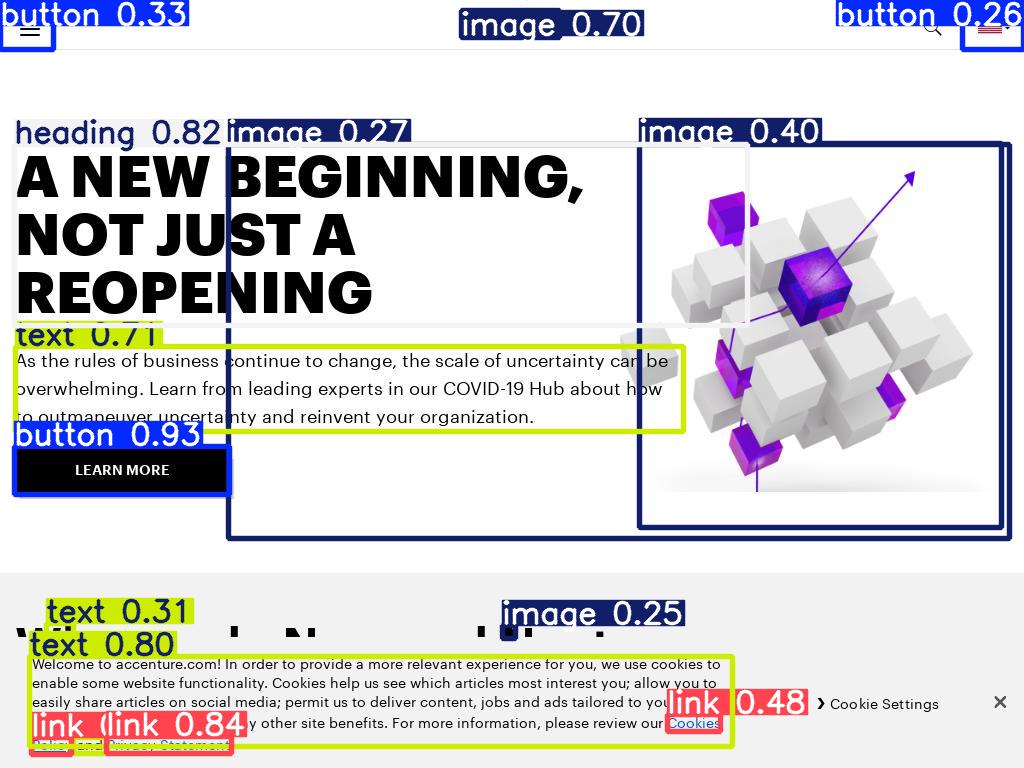 button 0.33
image 0.70
button 0.26
heading 0.82
image 0.27
image 0.40
A NEW BEGINNING,
NOT JUST A
REOPENING
text 0.71
As the rules of business continue to change, the scale of uncertainty can be
overwhelming. Learn from leading experts in our COVID-19 Hub about how
to outmaneuver uncertainty and reinvent your organization.
button 0.93
LEARN MORE
text 0.31
image 0.25
text 0.80
Welcome to accenture.com! In order to provide a more relevant experience for you, we use cookies to
enable some website functionality. Cookies help us see which articles most interest you; allow you to
easily share articles on social media; permit us to deliver content, jobs and ads tailored to you
link 0.48
Cookie Settings
link
link 0.84
y other site benefits. For more information, please review our Cookies
Policy and Privacy Statement